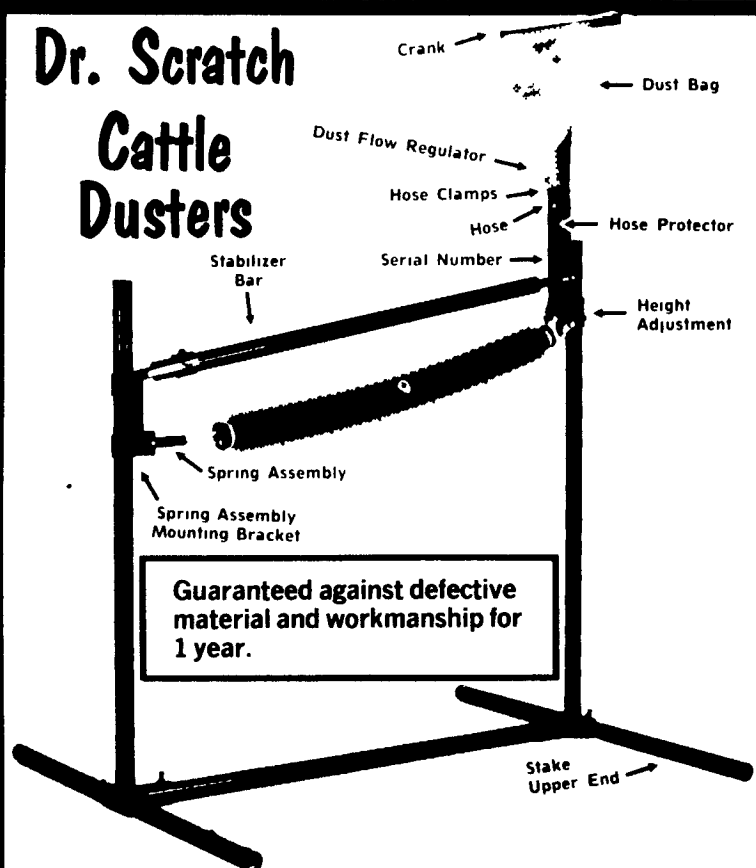 Dr. Scratch
Cattle
Dusters
Crank
Dust Bag
Dust Flow Regulator
Hose Clamps
Hose
Hose Protector
Serial Number
Stabilizer
Bar
Height
Adjustment
Spring Assembly
Spring Assembly
Mounting Bracket
Guaranteed against defective
material and workmanship for
1 year.
Stake
Upper End